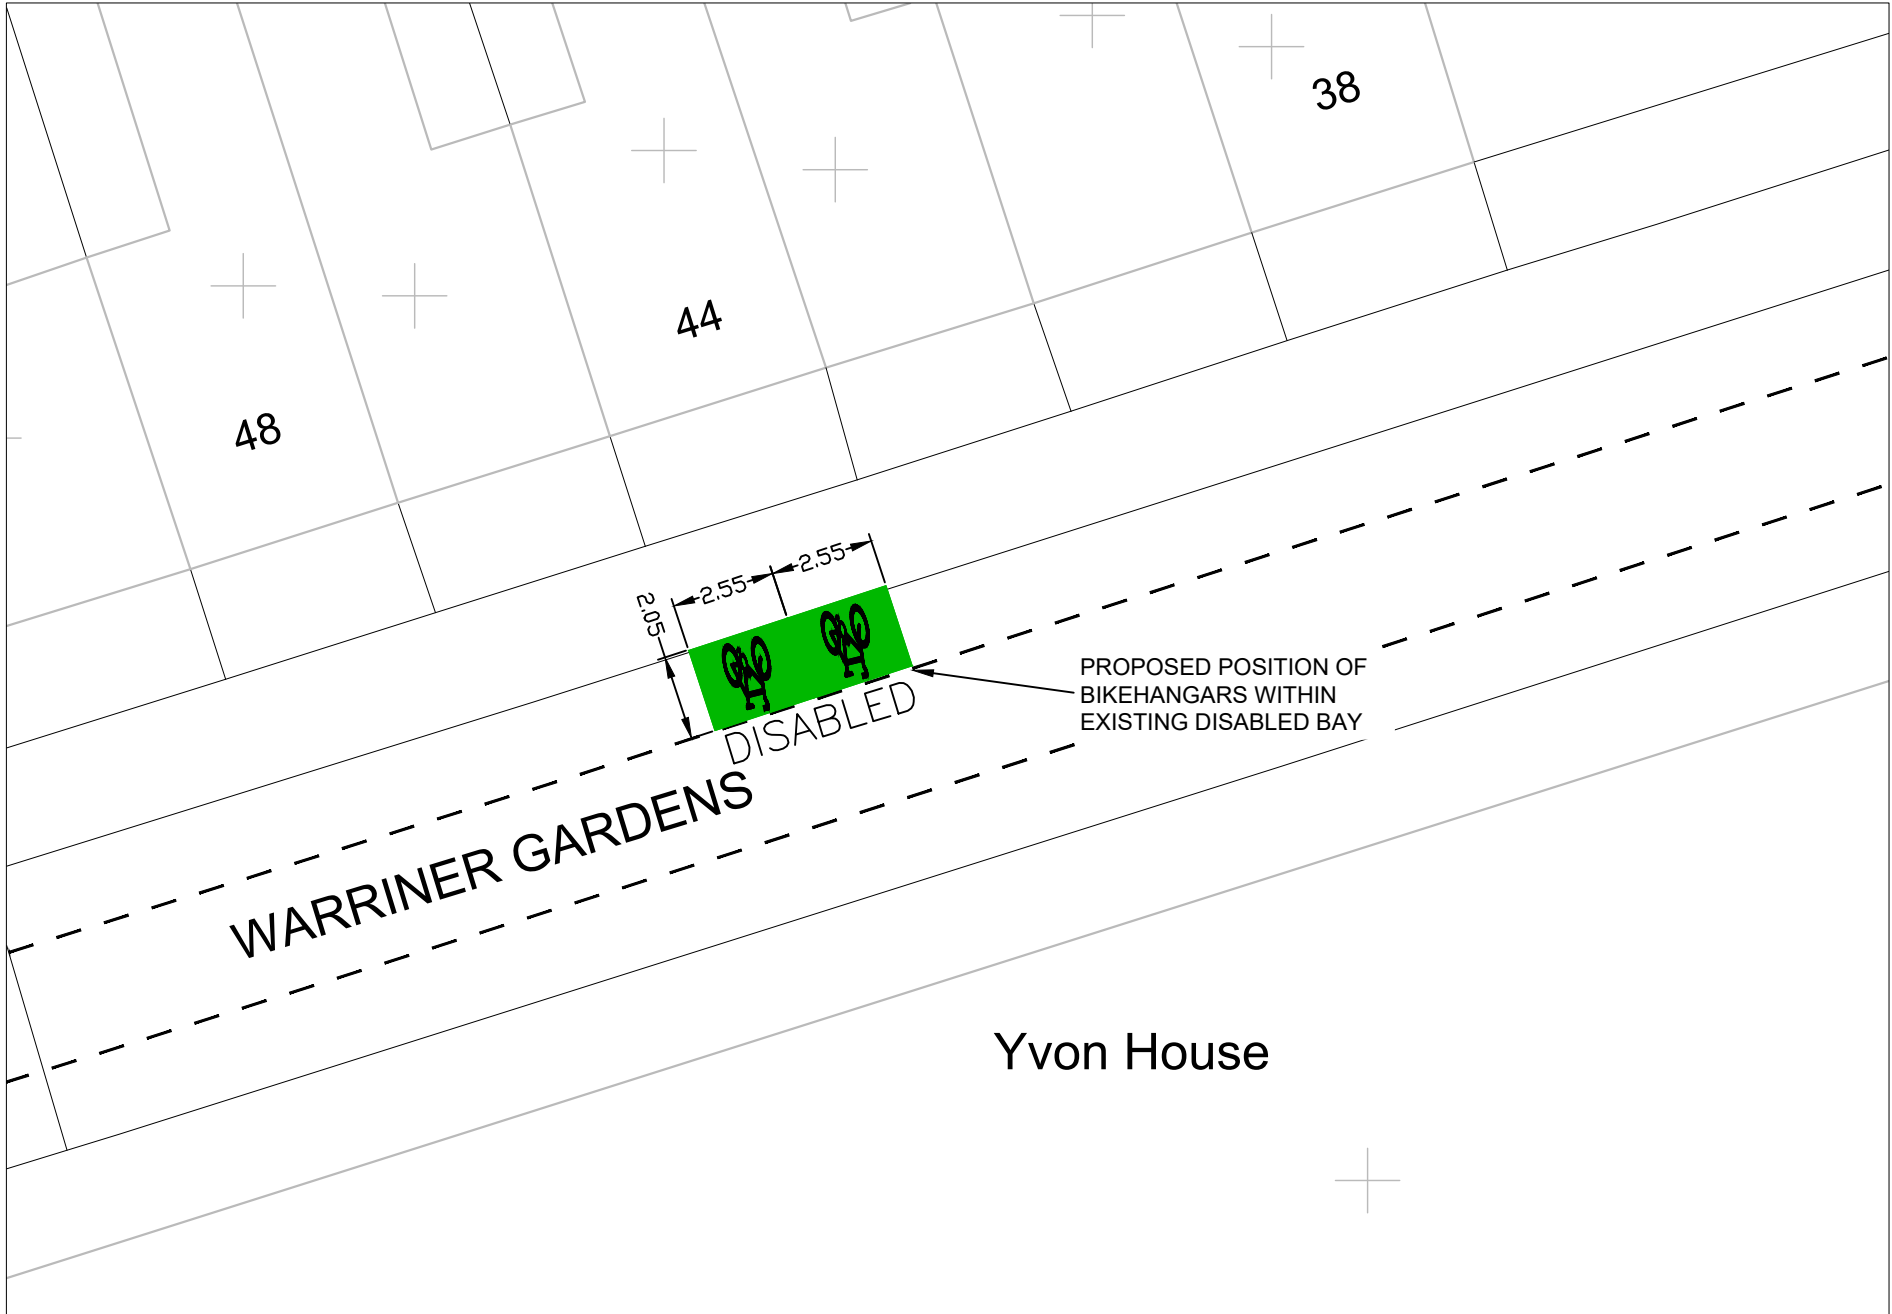 38
44
48
2.55
2.55
2.05
PROPOSED POSITION OF
BIKEHANGARS WITHIN
EXISTING DISABLED BAY
DISABLED
WARRINER GARDENS
Yvon House